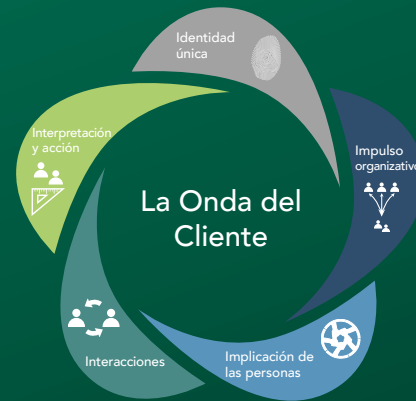 Identidad
única
Impulso
organizativo
Implicación de
las personas
Interacciones
Interpretación
y acción
La Onda del
Cliente